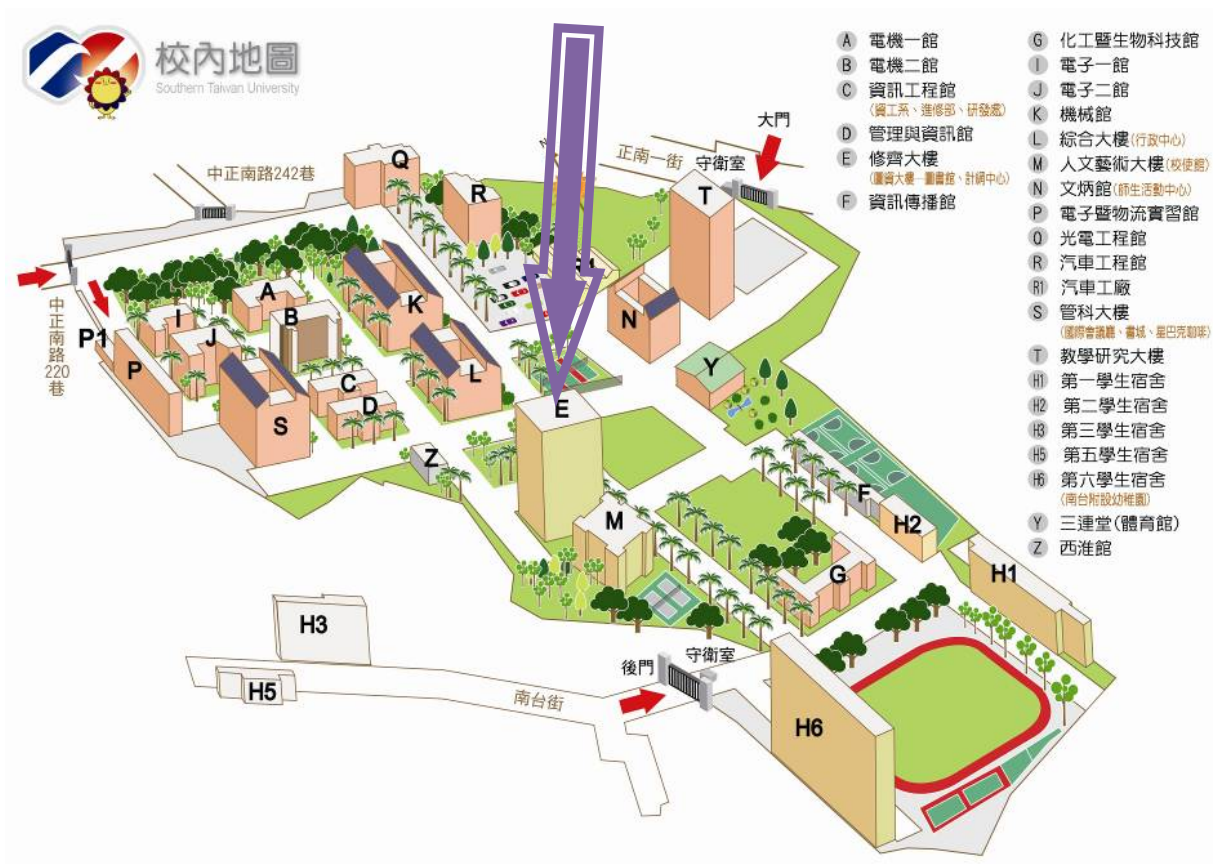 校內地圖
Southern Taiwan University
A 電機一館
B 電機二館
C 資訊工程館
(資工系、進修部、研發處)
D 管理與資訊館
E 修齊大樓
(圖資大樓—圖書館、計網中心)
F 資訊傳播館
G 化工暨生物科技館
I 電子一館
J 電子二館
K 機械館
L 綜合大樓(行政中心)
M 人文藝術大樓(校史館)
N 文炳館(師生活動中心)
P 電子暨物流實習館
Q 光電工程館
R 汽車工程館
R1 汽車工廠
S 管科大樓
(國際會議廳、書城、星巴克咖啡)
T 教學研究大樓
H1 第一學生宿舍
H2 第二學生宿舍
H3 第三學生宿舍
H5 第五學生宿舍
H6 第六學生宿舍
(南台附設幼稚園)
Y 三連堂(體育館)
Z 西淮館
大門
正南一街
守衛室
中正南路242巷
中正南路220巷
Q
R
T
A
K
N
I
B
P1
J
P
L
Y
C
E
D
S
Z
F
M
H2
G
H1
H3
守衛室
後門
H5
南台街
H6